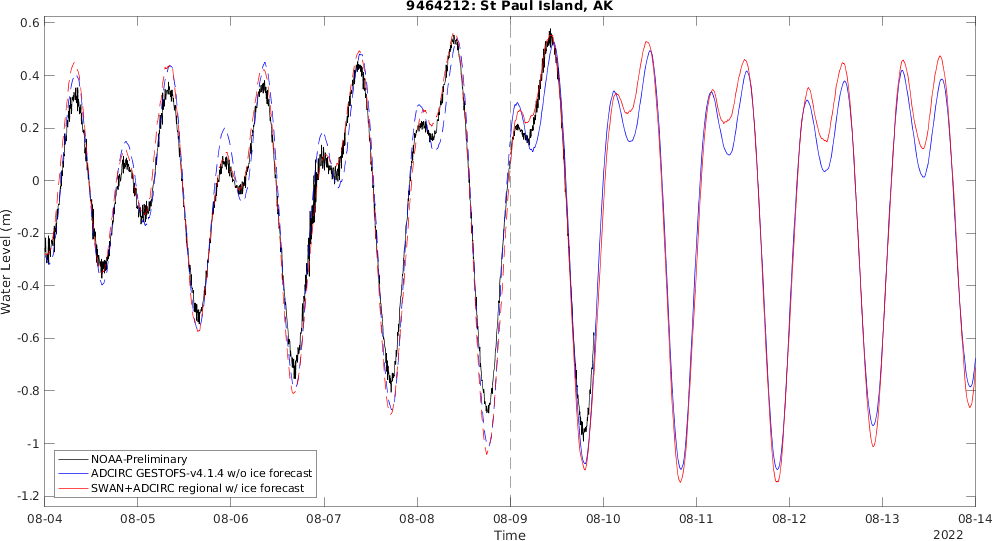 9464212: St Paul Island, AK
0.6
0.4
0.2
0
-0.2
-0.4
-0.6
-0.8
-1
-1.2
Water Level (m)
NOAA-Preliminary
ADCIRC GESTOFS-v4.1.4 w/o ice forecast
SWAN+ADCIRC regional w/ ice forecast
08-04 08-05 08-06 08-07 08-08 08-09 08-10 08-11 08-12 08-13 08-14
Time
2022